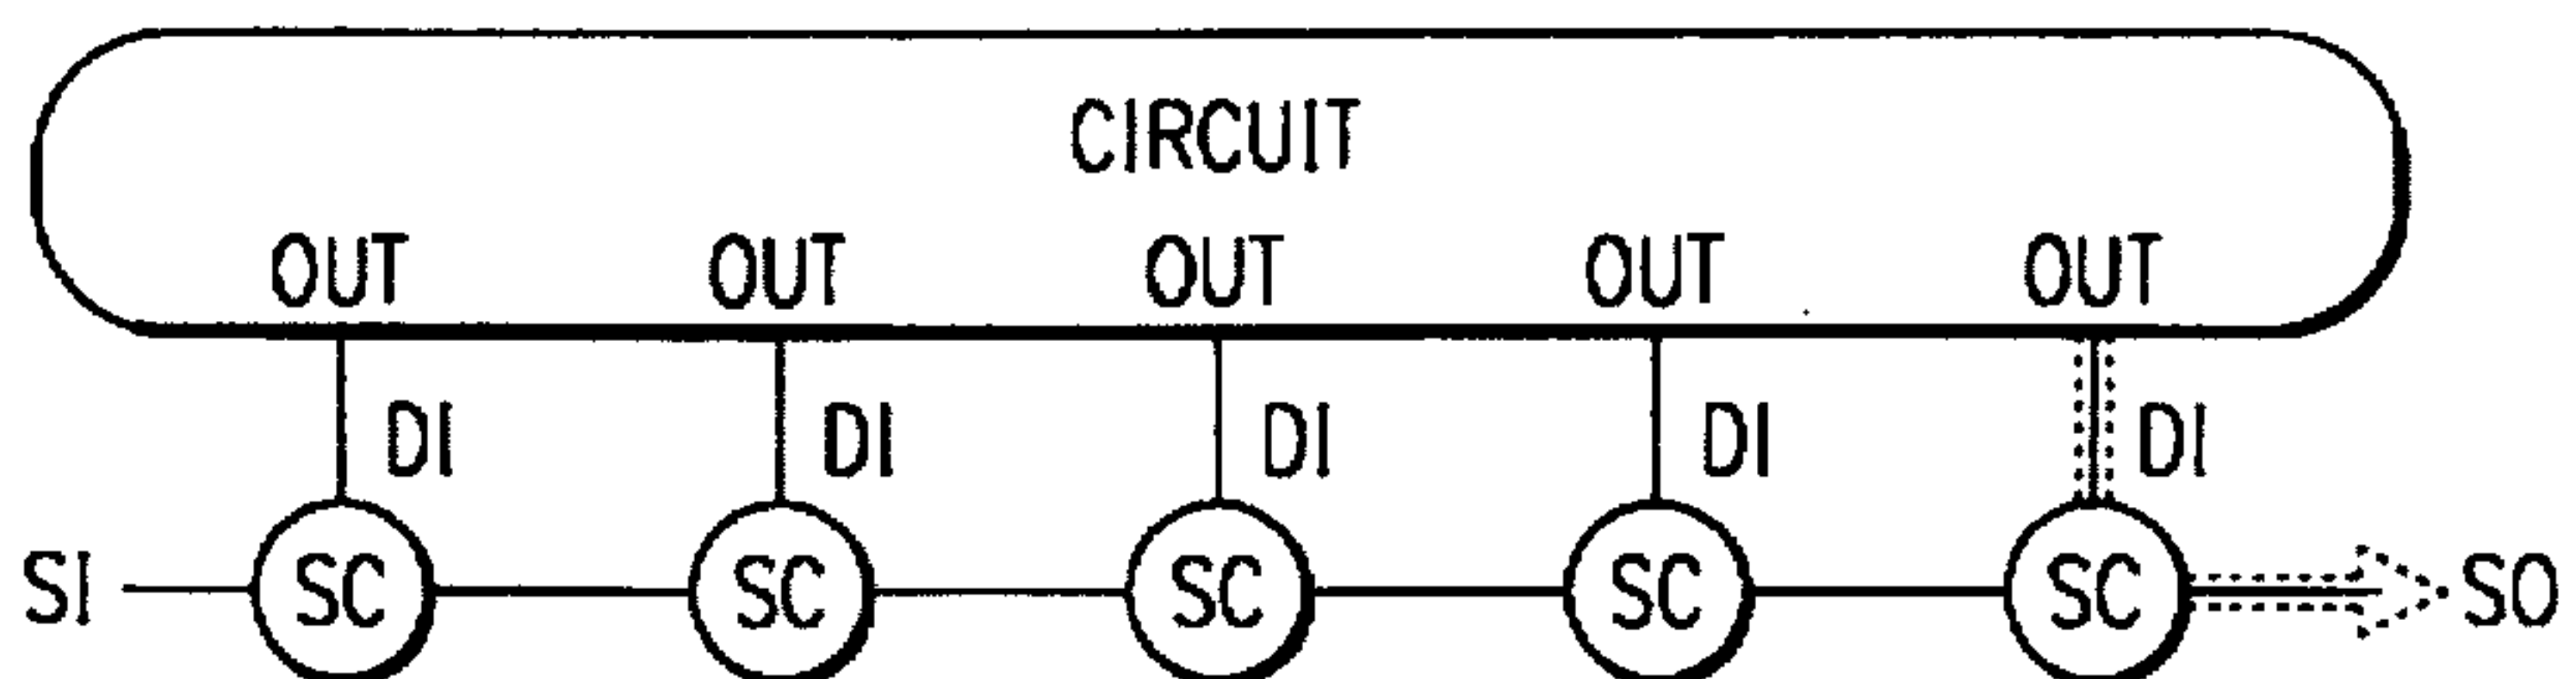 CIRCUIT
OUT OUT OUT OUT OUT
DI DI DI DI DI
SI SC SC SC SC SC SO